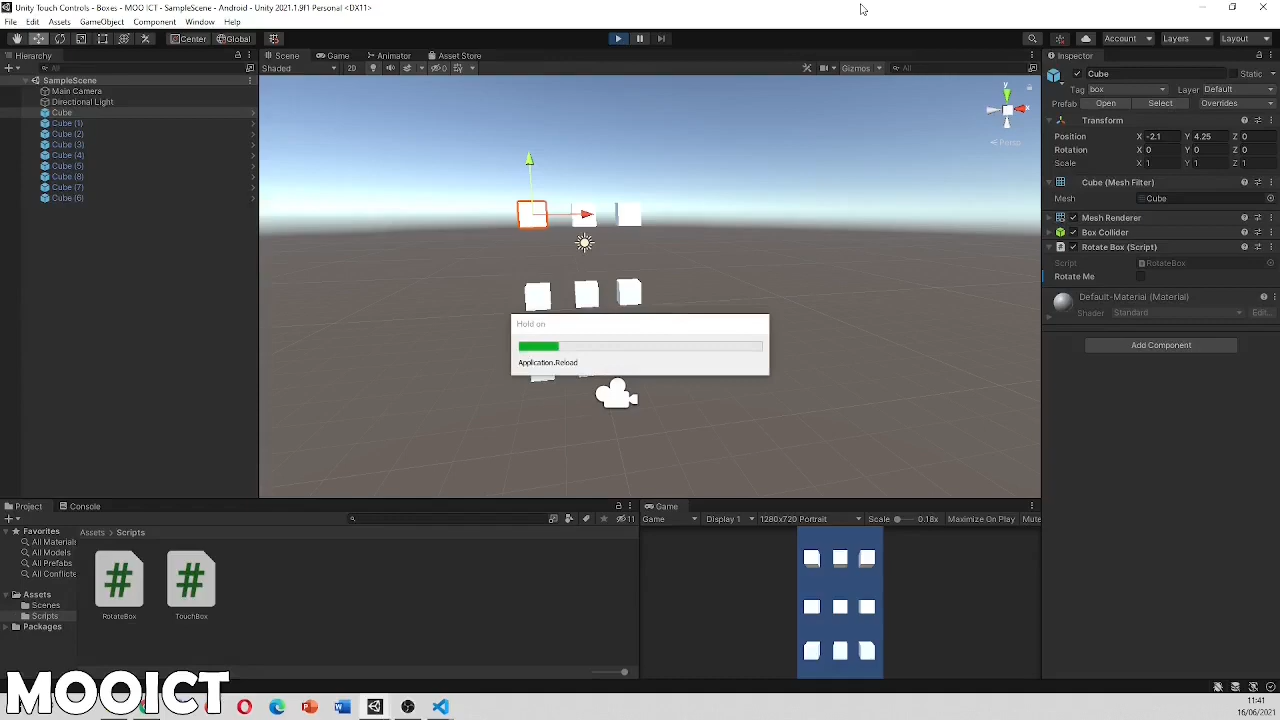 Unity Touch Controls - Boxes - MOO ICT - SampleScene - Android - Unity 2021.1.9f1 Personal <DX11>
File Edit Assets GameObject Component Window Help
Center Global Account Layers Layout
Hierarchy
All
SampleScene
Main Camera
Directional Light
Cube
Cube (1)
Cube (2)
Cube (3)
Cube (4)
Cube (5)
Cube (8)
Cube (7)
Cube (6)
Scene Game Animator Asset Store
Shaded 2D 0 Gizmos All
y
x
Persp
Hold on
Application.Reload
Inspector
Cube Static
Tag box Layer Default
Prefab Open Select Overrides
Transform
Position X -2.1 Y 4.25 Z 0
Rotation X 0 Y 0 Z 0
Scale X 1 Y 1 Z 1
Cube (Mesh Filter)
Mesh Cube
Mesh Renderer
Box Collider
Rotate Box (Script)
Script RotateBox
Rotate Me
Default-Material (Material)
Shader Standard Edit...
Add Component
Project Console
11
Favorites
All Materials
All Models
All Prefabs
All Conflicts
Assets
Scenes
Scripts
Packages
Assets > Scripts
RotateBox TouchBox
Game
Game Display 1 1280x720 Portrait Scale 0.18x Maximize On Play Mute
MOOICT
11:41
16/06/2021